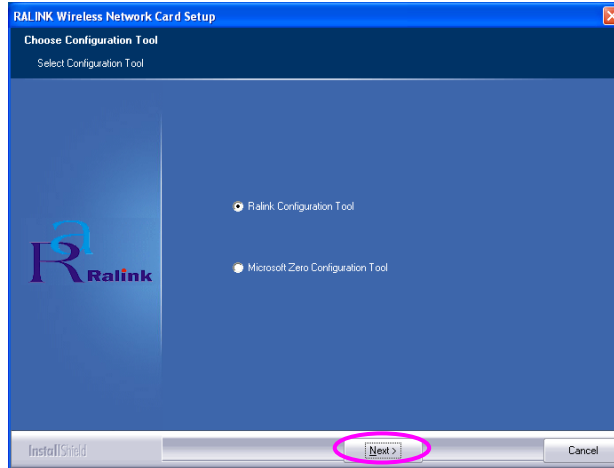 RALINK Wireless Network Card Setup
Choose Configuration Tool
Select Configuration Tool
Ralink Configuration Tool
Microsoft Zero Configuration Tool
Ra
Ralink
InstallShield
Next >
Cancel